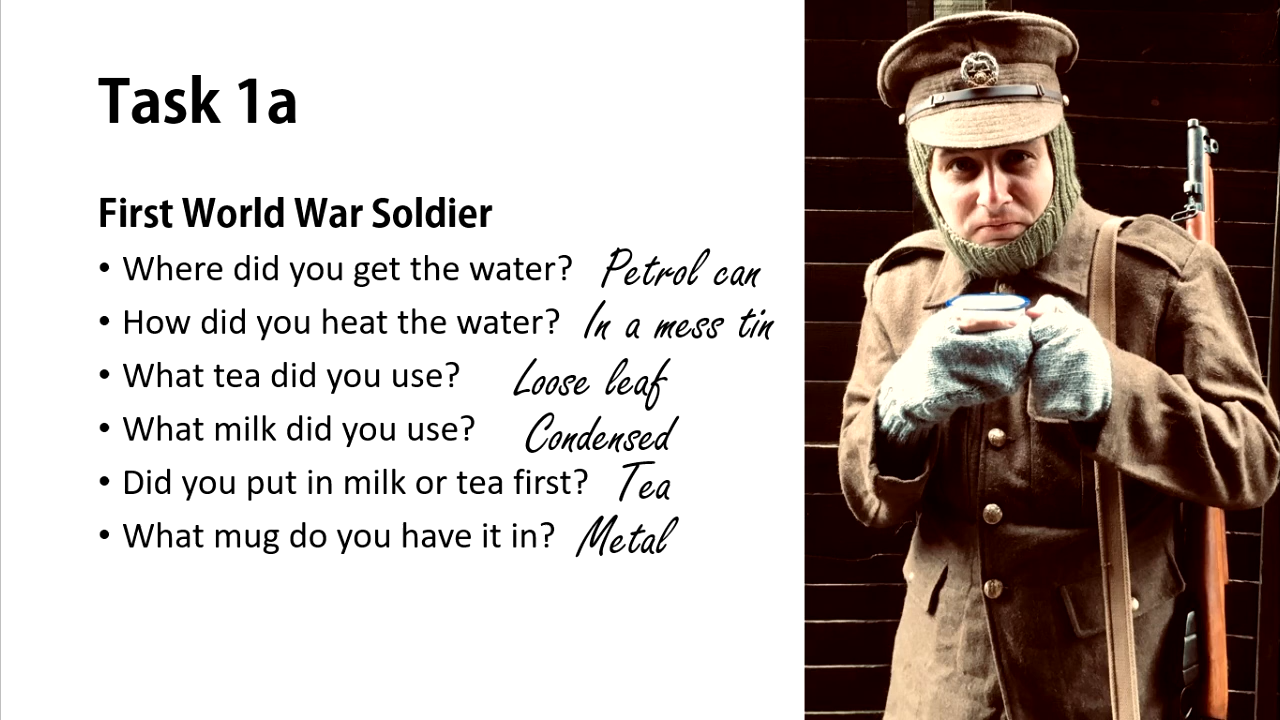 Task 1a
First World War Soldier
• Where did you get the water? Petrol can
• How did you heat the water? In a mess tin
• What tea did you use? Loose leaf
• What milk did you use? Condensed
• Did you put in milk or tea first? Tea
• What mug do you have it in? Metal